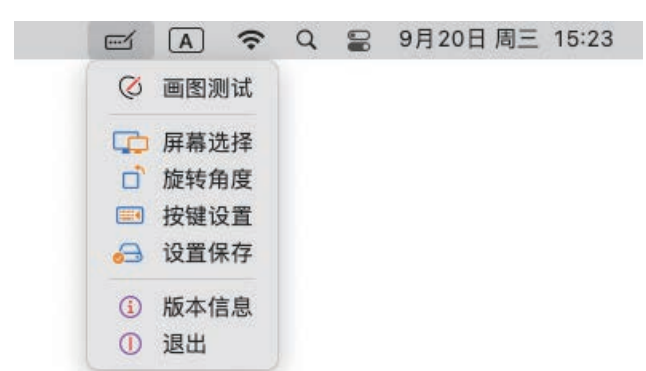 A 9月20日 周三 15:23
画图测试
屏幕选择
旋转角度
按键设置
设置保存
版本信息
退出